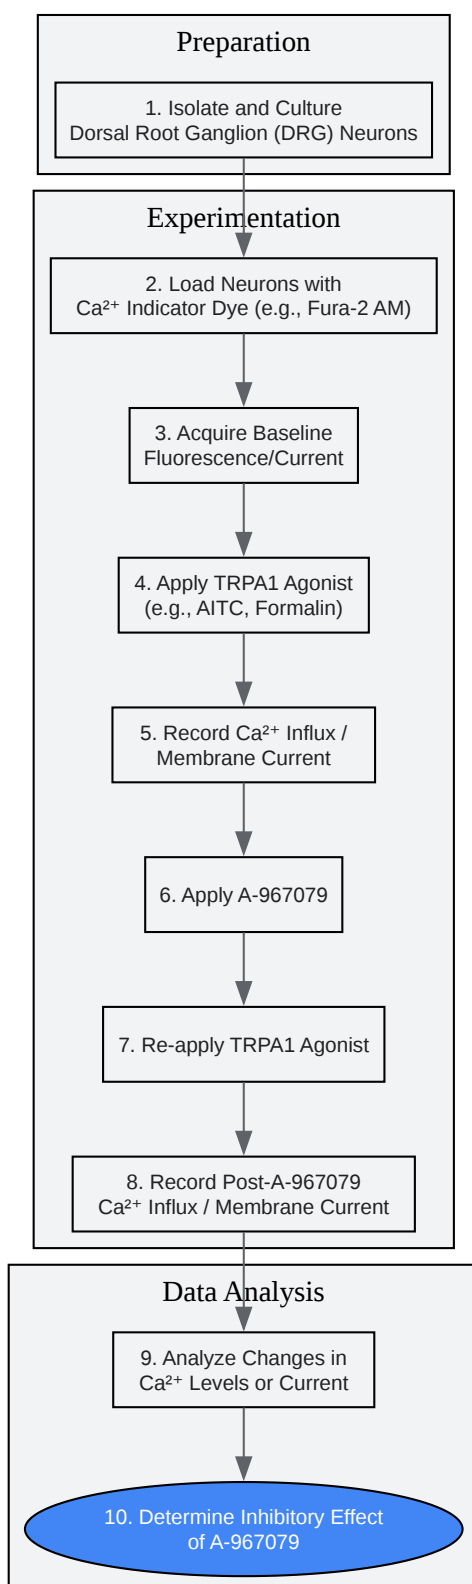 Preparation
1. Isolate and Culture
Dorsal Root Ganglion (DRG) Neurons
Experimentation
2. Load Neurons with
Ca²⁺ Indicator Dye (e.g., Fura-2 AM)
3. Acquire Baseline
Fluorescence/Current
4. Apply TRPA1 Agonist
(e.g., AITC, Formalin)
5. Record Ca²⁺ Influx /
Membrane Current
6. Apply A-967079
7. Re-apply TRPA1 Agonist
8. Record Post-A-967079
Ca²⁺ Influx / Membrane Current
Data Analysis
9. Analyze Changes in
Ca²⁺ Levels or Current
10. Determine Inhibitory Effect
of A-967079